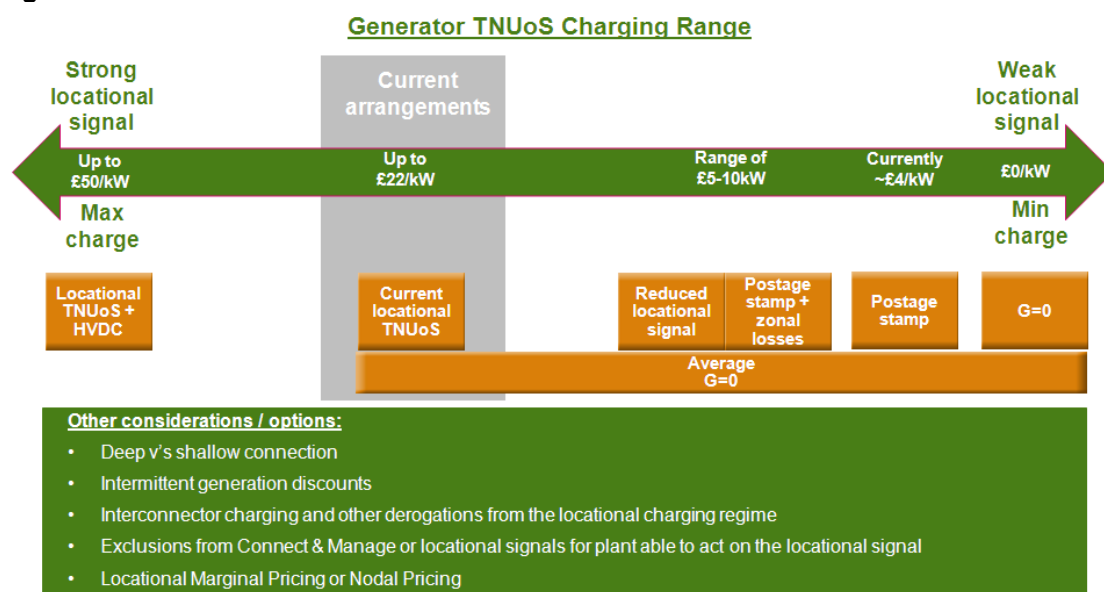 Generator TNUoS Charging Range
Strong
locational
signal
Current
arrangements
Weak
locational
signal
Up to
£50/kW
Up to
£22/kW
Range of
£5-10kW
Currently
~£4/kW
£0/kW
Max
charge
Min
charge
Locational
TNUoS +
HVDC
Current
locational
TNUoS
Reduced
locational
signal
Postage
stamp +
zonal
losses
Postage
stamp
G=0
Average
G=0
Other considerations / options:
• Deep v's shallow connection
• Intermittent generation discounts
• Interconnector charging and other derogations from the locational charging regime
• Exclusions from Connect & Manage or locational signals for plant able to act on the locational signal
• Locational Marginal Pricing or Nodal Pricing